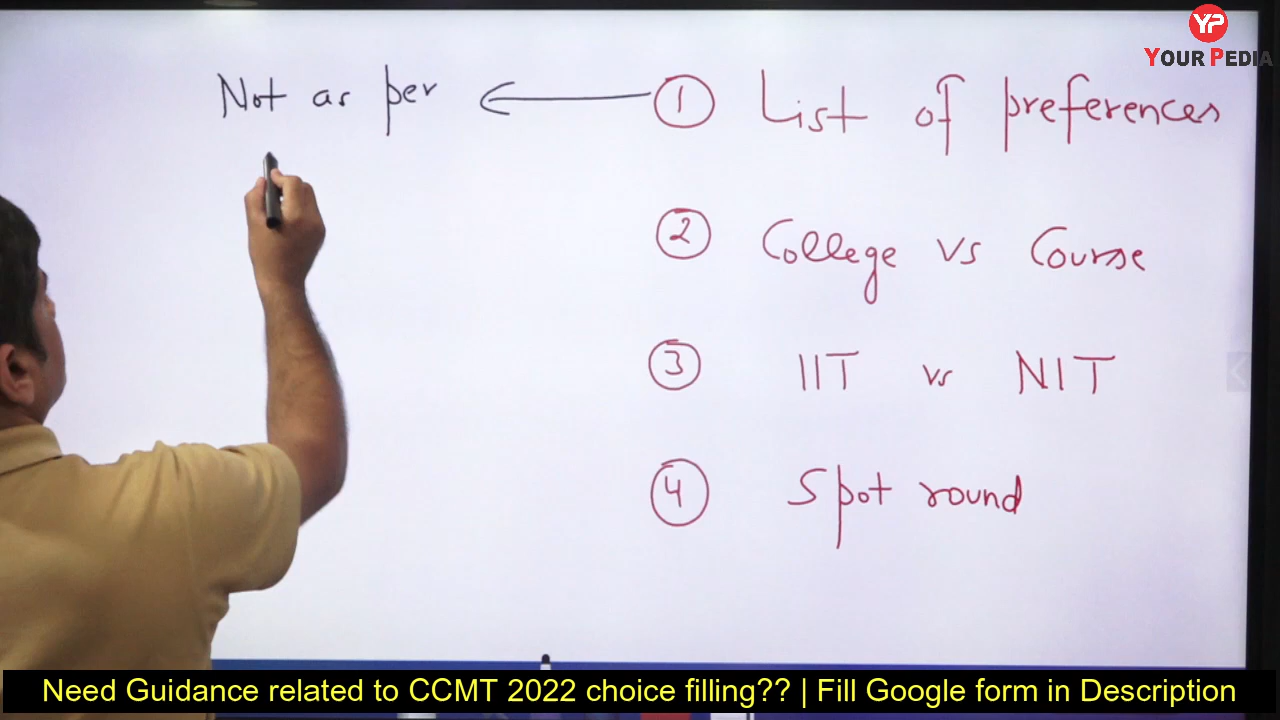 YP
YOUR PEDIA
Not as per ← ① List of preferences
② College vs Course
③ IIT vs NIT
④ Spot round
Need Guidance related to CCMT 2022 choice filling?? | Fill Google form in Description